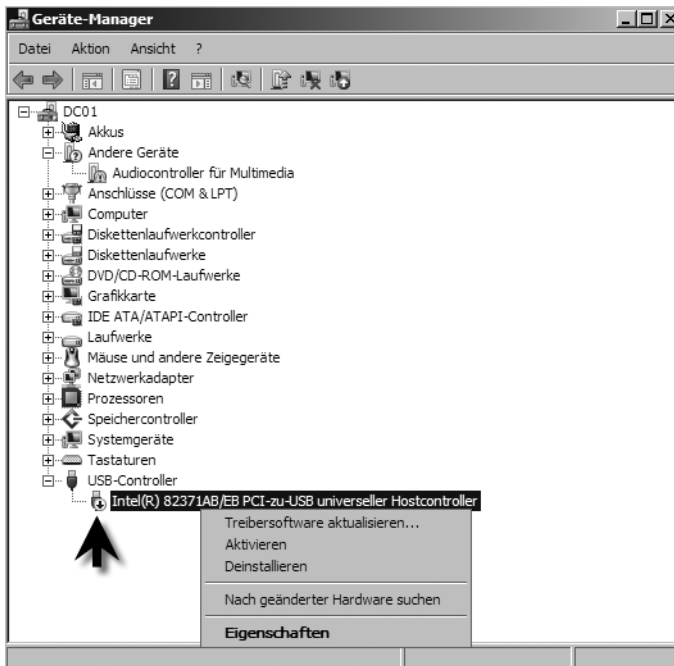 Geräte-Manager
Datei Aktion Ansicht ?
DC01
Akkus
Andere Geräte
Audiocontroller für Multimedia
Anschlüsse (COM & LPT)
Computer
Diskettenlaufwerkcontroller
Diskettenlaufwerke
DVD/CD-ROM-Laufwerke
Grafikkarte
IDE ATA/ATAPI-Controller
Laufwerke
Mäuse und andere Zeigegeräte
Netzwerkadapter
Prozessoren
Speichercontroller
Systemgeräte
Tastaturen
USB-Controller
Intel(R) 82371AB/EB PCI-zu-USB universeller Hostcontroller
Treibersoftware aktualisieren...
Aktivieren
Deinstallieren
Nach geänderter Hardware suchen
Eigenschaften